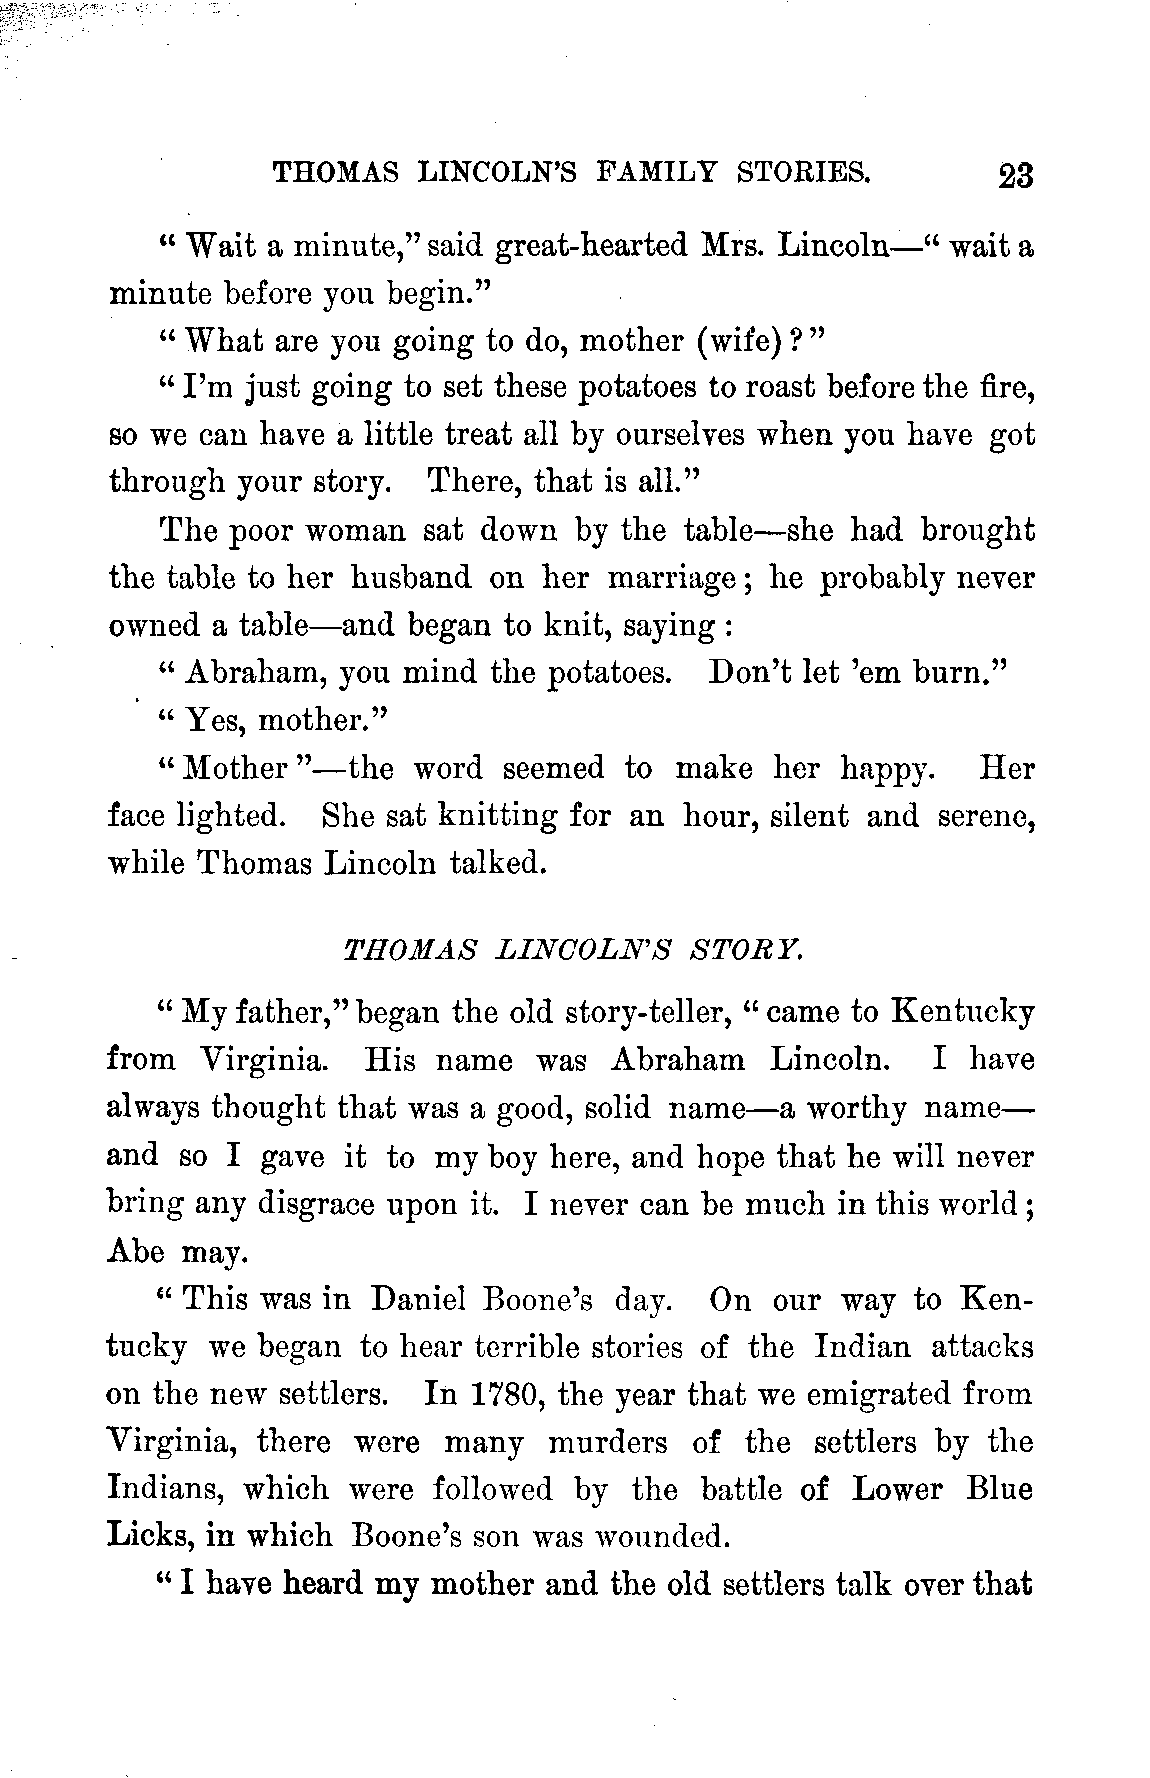 THOMAS LINCOLN'S FAMILY STORIES. 23
“ Wait a minute,” said great-hearted Mrs. Lincoln—“ wait a
minute before you begin.”
“ What are you going to do, mother (wife) ? ”
“ I'm just going to set these potatoes to roast before the fire,
so we can have a little treat all by ourselves when you have got
through your story. There, that is all.”
The poor woman sat down by the table—she had brought
the table to her husband on her marriage ; he probably never
owned a table—and began to knit, saying :
“ Abraham, you mind the potatoes. Don't let 'em burn.”
“ Yes, mother.”
“ Mother ”—the word seemed to make her happy. Her
face lighted. She sat knitting for an hour, silent and serene,
while Thomas Lincoln talked.
THOMAS LINCOLN'S STORY.
“ My father,” began the old story-teller, “ came to Kentucky
from Virginia. His name was Abraham Lincoln. I have
always thought that was a good, solid name—a worthy name—
and so I gave it to my boy here, and hope that he will never
bring any disgrace upon it. I never can be much in this world ;
Abe may.
“ This was in Daniel Boone's day. On our way to Ken-
tucky we began to hear terrible stories of the Indian attacks
on the new settlers. In 1780, the year that we emigrated from
Virginia, there were many murders of the settlers by the
Indians, which were followed by the battle of Lower Blue
Licks, in which Boone's son was wounded.
“ I have heard my mother and the old settlers talk over that